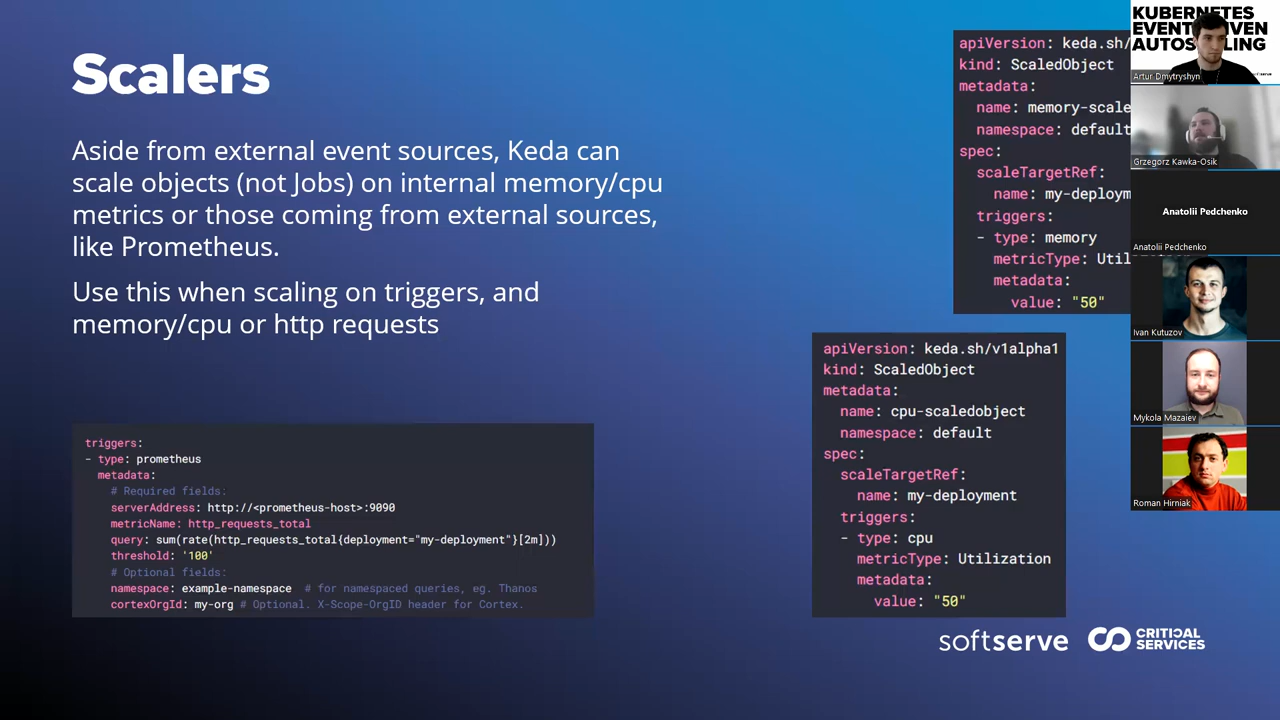 Scalers
Aside from external event sources, Keda can
scale objects (not Jobs) on internal memory/cpu
metrics or those coming from external sources,
like Prometheus.
Use this when scaling on triggers, and
memory/cpu or http requests
triggers:
- type: prometheus
metadata:
# Required fields:
serverAddress: http://<prometheus-host>:9090
metricName: http_requests_total
query: sum(rate(http_requests_total{deployment="my-deployment"}[2m]))
threshold: '100'
# Optional fields:
namespace: example-namespace # for namespaced queries, eg. Thanos
cortexOrgId: my-org # Optional. X-Scope-OrgID header for Cortex.
apiVersion: keda.sh/
kind: ScaledObject
metadata:
name: memory-scale
namespace: default
spec:
scaleTargetRef:
name: my-deploym
triggers:
- type: memory
metricType: Util
metadata:
value: "50"
apiVersion: keda.sh/v1alpha1
kind: ScaledObject
metadata:
name: cpu-scaledobject
namespace: default
spec:
scaleTargetRef:
name: my-deployment
triggers:
- type: cpu
metricType: Utilization
metadata:
value: "50"
softserve
CRITICAL
SERVICES
KUBERNETES
Artur Dmytryshyn
Grzegorz Kawka-Osik
Anatolii Pedchenko
Anatolii Pedchenko
Ivan Kutuzov
Mykola Mazaiev
Roman Hirniak